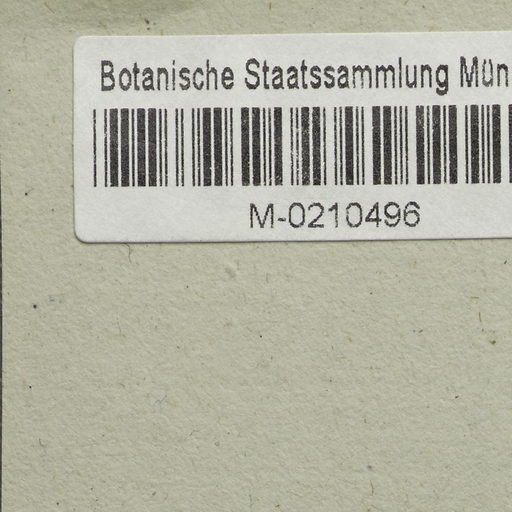 Botanische Staatssammlung Mün
M-0210496